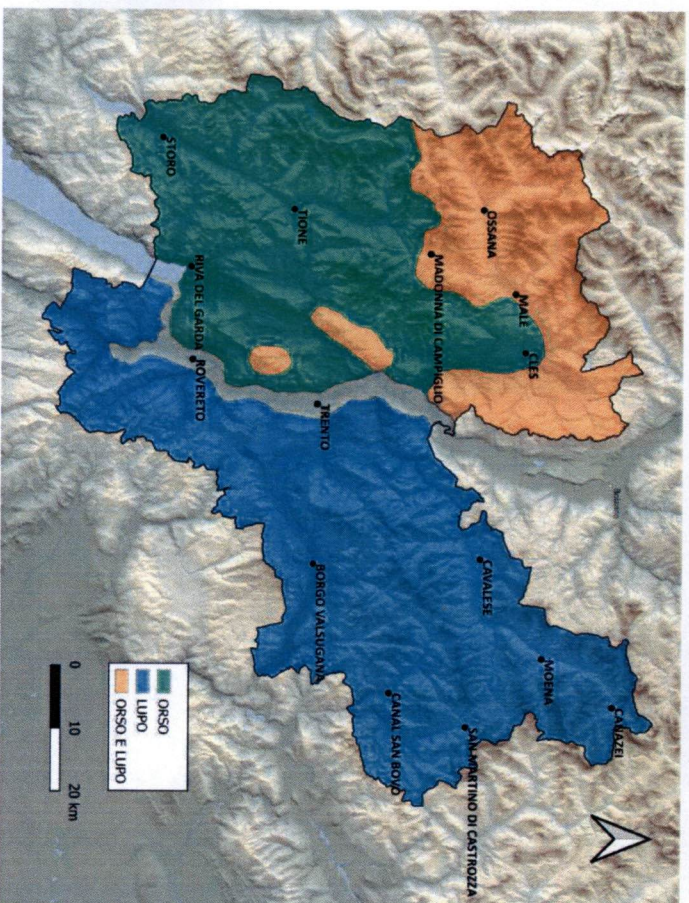 CANAZEI
MOENA
SAN MARTINO DI CASTROZZA
CAVALESE
CANAL SAN BOVO
BORGO VALSUGANA
CLES
MALÈ
OSSANA
MADONNA DI CAMPIGLIO
TRENTO
TIONE
ROVERETO
RIVA DEL GARDA
STORO
ORSO
LUPO
ORSO E LUPO
0 10 20 km